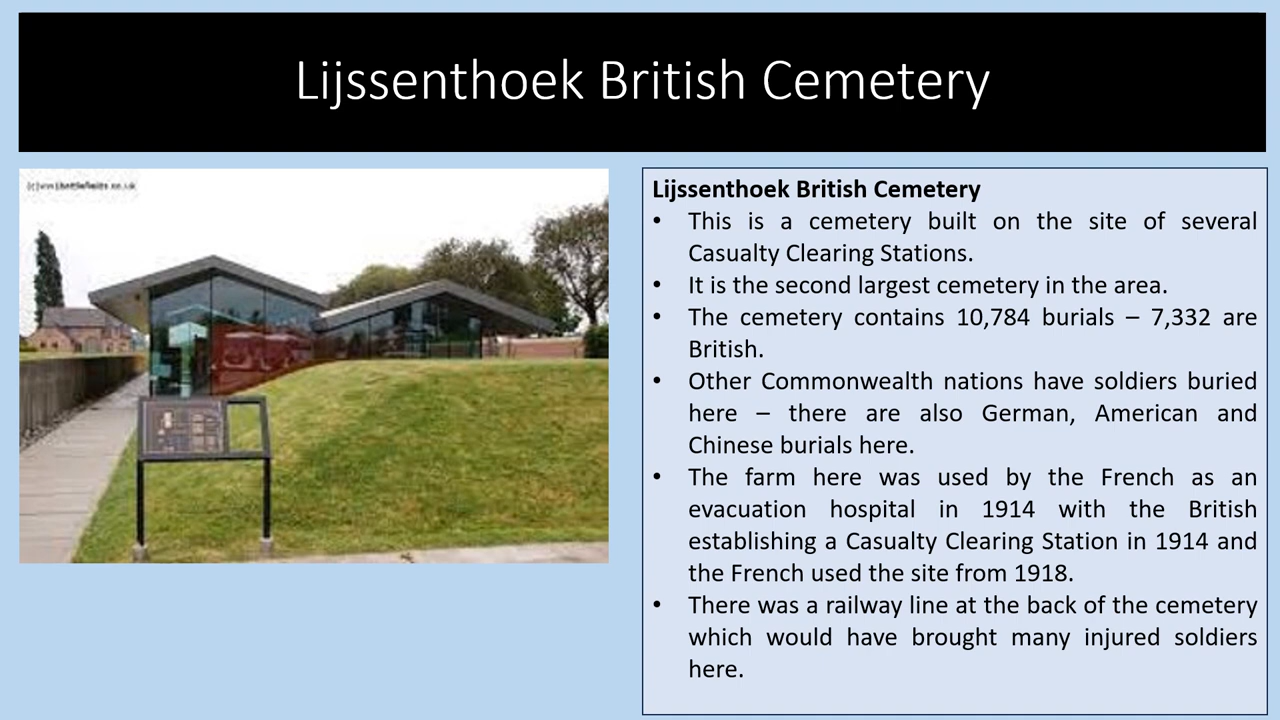 Lijssenthoek British Cemetery
Lijssenthoek British Cemetery
• This is a cemetery built on the site of several
Casualty Clearing Stations.
• It is the second largest cemetery in the area.
• The cemetery contains 10,784 burials – 7,332 are
British.
• Other Commonwealth nations have soldiers buried
here – there are also German, American and
Chinese burials here.
• The farm here was used by the French as an
evacuation hospital in 1914 with the British
establishing a Casualty Clearing Station in 1914 and
the French used the site from 1918.
• There was a railway line at the back of the cemetery
which would have brought many injured soldiers
here.